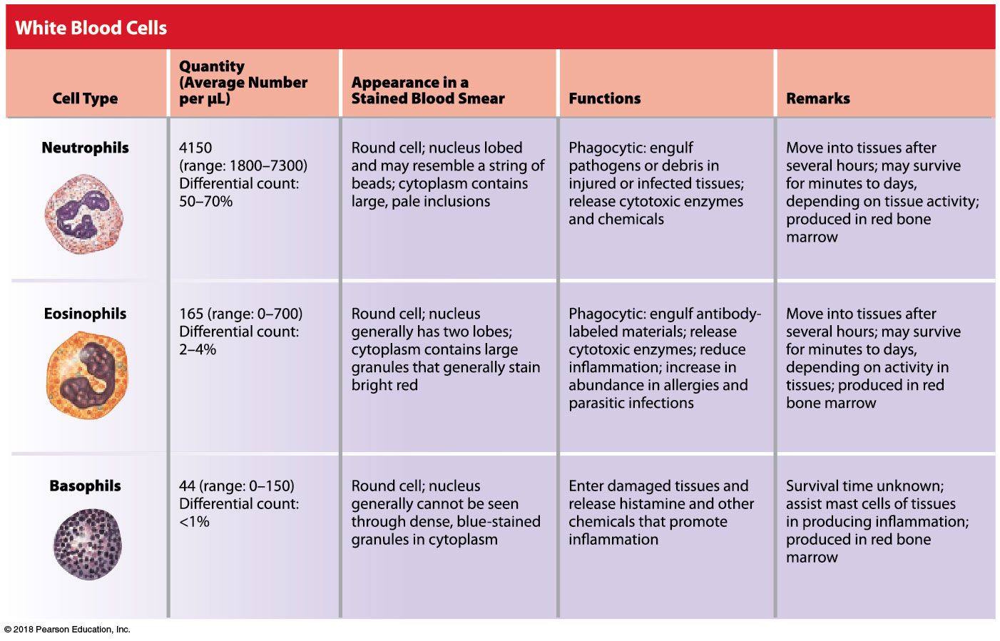 White Blood Cells
Cell Type
Quantity
(Average Number
per µL)
Appearance in a
Stained Blood Smear
Functions
Remarks
Neutrophils
4150
(range: 1800–7300)
Differential count:
50–70%
Round cell; nucleus lobed
and may resemble a string of
beads; cytoplasm contains
large, pale inclusions
Phagocytic: engulf
pathogens or debris in
injured or infected tissues;
release cytotoxic enzymes
and chemicals
Move into tissues after
several hours; may survive
for minutes to days,
depending on tissue activity;
produced in red bone
marrow
Eosinophils
165 (range: 0–700)
Differential count:
2–4%
Round cell; nucleus
generally has two lobes;
cytoplasm contains large
granules that generally stain
bright red
Phagocytic: engulf antibody-
labeled materials; release
cytotoxic enzymes; reduce
inflammation; increase in
abundance in allergies and
parasitic infections
Move into tissues after
several hours; may survive
for minutes to days,
depending on activity in
tissues; produced in red
bone marrow
Basophils
44 (range: 0–150)
Differential count:
<1%
Round cell; nucleus
generally cannot be seen
through dense, blue-stained
granules in cytoplasm
Enter damaged tissues and
release histamine and other
chemicals that promote
inflammation
Survival time unknown;
assist mast cells of tissues
in producing inflammation;
produced in red bone
marrow
© 2018 Pearson Education, Inc.